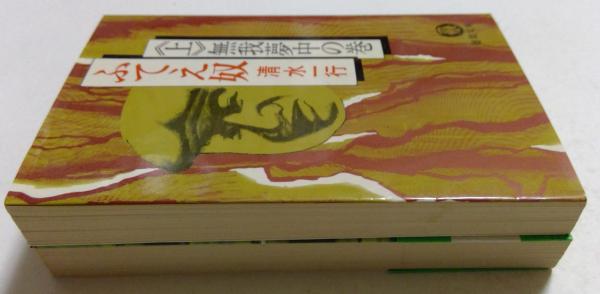 《上》無我夢中の巻
ふてえ奴 清水一行